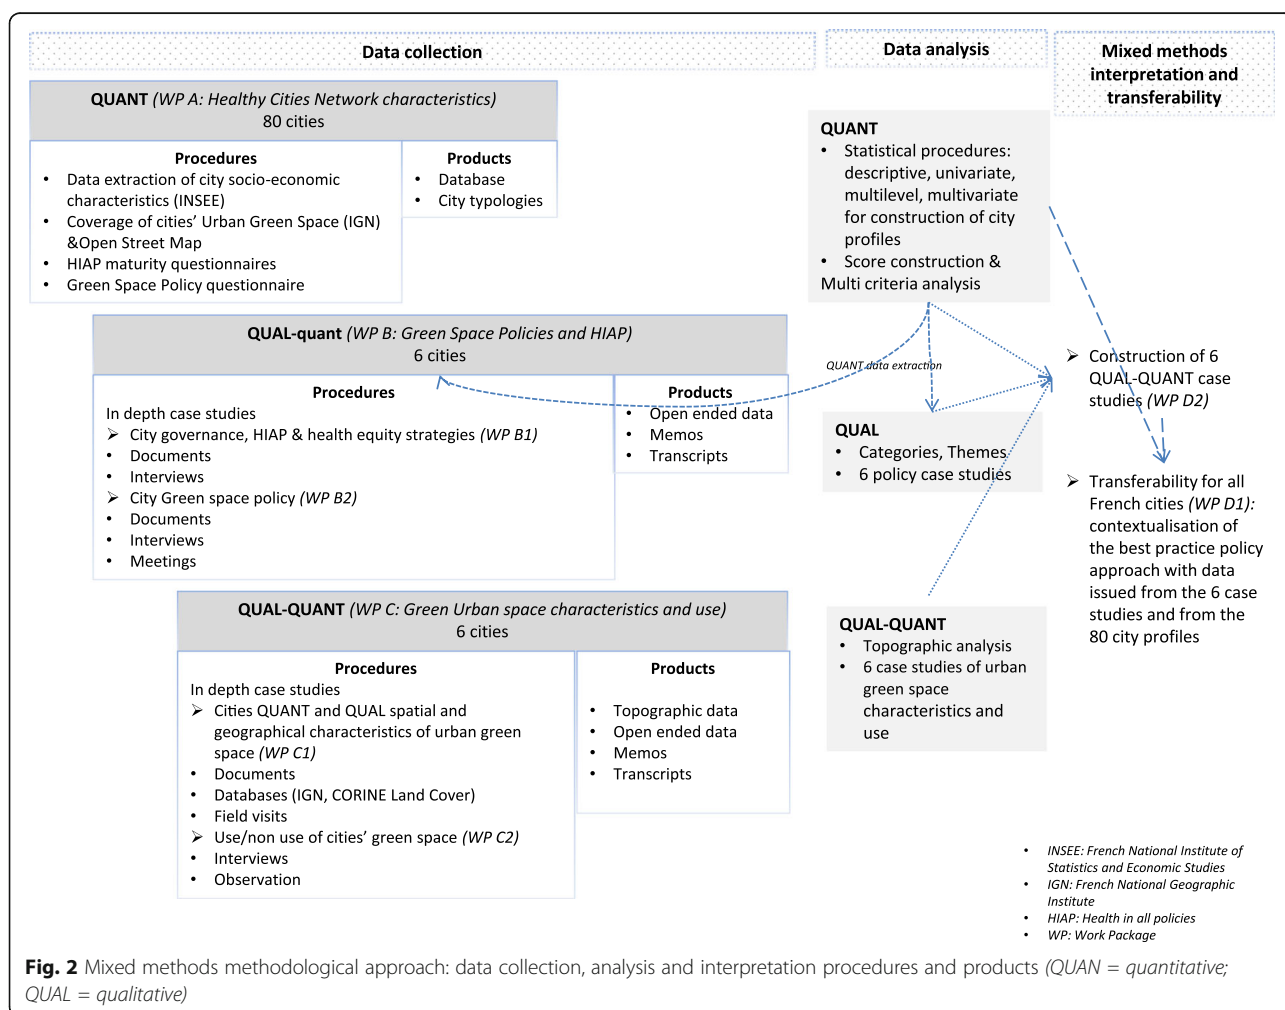 Data collection
Data analysis
Mixed methods
interpretation and
transferability
QUANT (WP A: Healthy Cities Network characteristics)
80 cities
Procedures
• Data extraction of city socio-economic
characteristics (INSEE)
• Coverage of cities’ Urban Green Space (IGN)
&Open Street Map
• HIAP maturity questionnaires
• Green Space Policy questionnaire
Products
• Database
• City typologies
QUAL-quant (WP B: Green Space Policies and HIAP)
6 cities
Procedures
In depth case studies
➢ City governance, HIAP & health equity strategies (WP B1)
• Documents
• Interviews
➢ City Green space policy (WP B2)
• Documents
• Interviews
• Meetings
Products
• Open ended data
• Memos
• Transcripts
QUAL-QUANT (WP C: Green Urban space characteristics and use)
6 cities
Procedures
In depth case studies
➢ Cities QUANT and QUAL spatial and
geographical characteristics of urban green
space (WP C1)
• Documents
• Databases (IGN, CORINE Land Cover)
• Field visits
➢ Use/non use of cities’ green space (WP C2)
• Interviews
• Observation
Products
• Topographic data
• Open ended data
• Memos
• Transcripts
QUANT
• Statistical procedures:
descriptive, univariate,
multilevel, multivariate
for construction of city
profiles
• Score construction &
Multi criteria analysis
QUANT data extraction
QUAL
• Categories, Themes
• 6 policy case studies
QUAL-QUANT
• Topographic analysis
• 6 case studies of urban
green space
characteristics and
use
➢ Construction of 6
QUAL-QUANT case
studies (WP D2)
➢ Transferability for all
French cities (WP D1):
contextualisation of
the best practice policy
approach with data
issued from the 6 case
studies and from the
80 city profiles
• INSEE: French National Institute of
Statistics and Economic Studies
• IGN: French National Geographic
Institute
• HIAP: Health in all policies
• WP: Work Package
Fig. 2 Mixed methods methodological approach: data collection, analysis and interpretation procedures and products (QUAN = quantitative;
QUAL = qualitative)